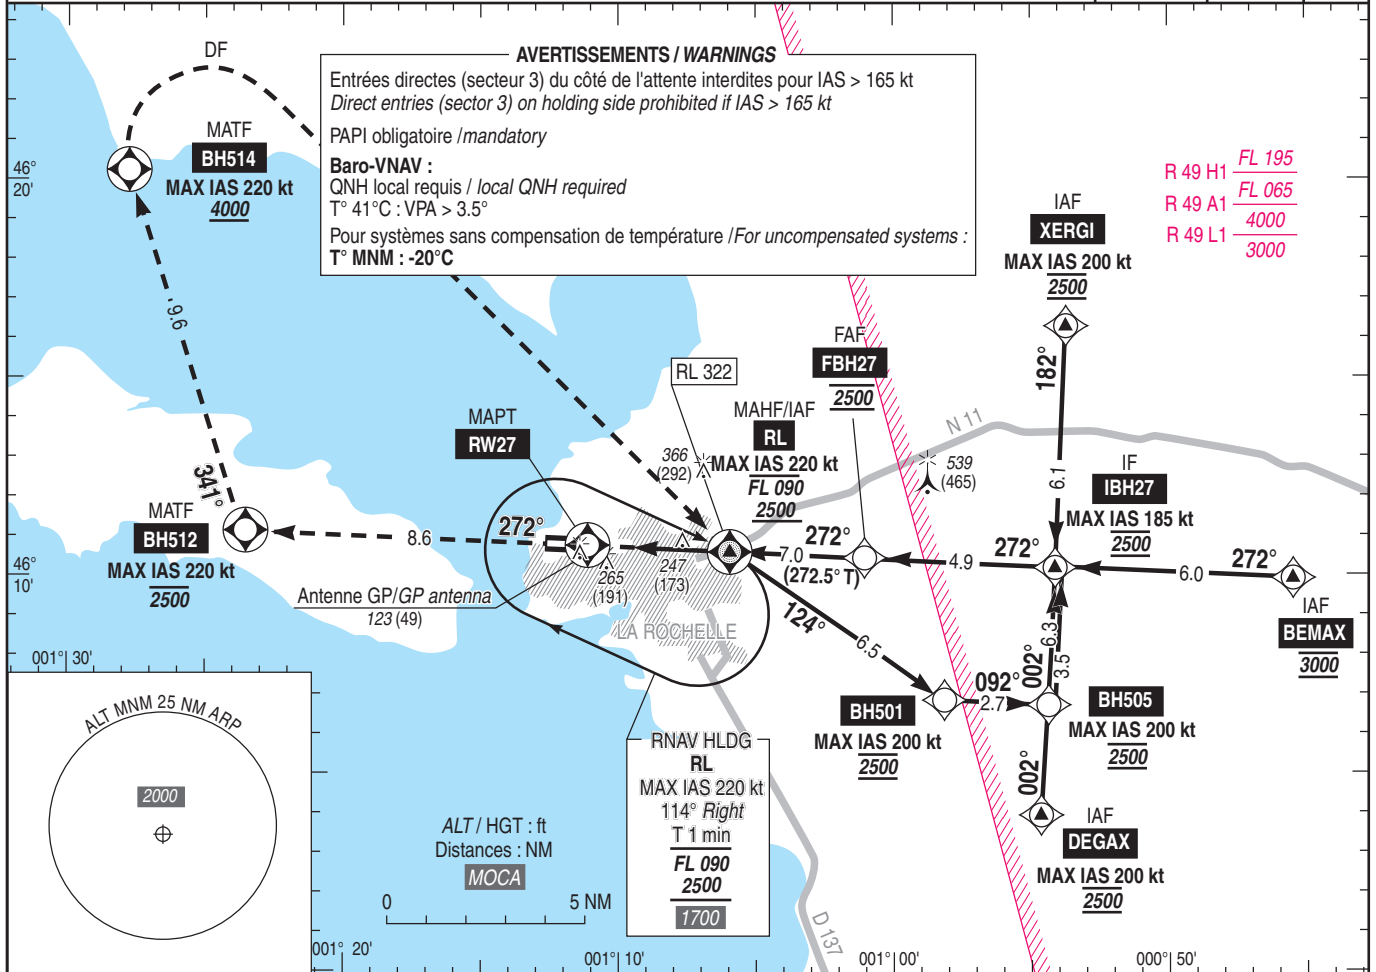 DF
AVERTISSEMENTS / WARNINGS
Entrées directes (secteur 3) du côté de l'attente interdites pour IAS > 165 kt
Direct entries (sector 3) on holding side prohibited if IAS > 165 kt
PAPI obligatoire /mandatory
Baro-VNAV :
QNH local requis / local QNH required
T° 41°C : VPA > 3.5°
Pour systèmes sans compensation de température /For uncompensated systems :
T° MNM : -20°C
MATF
BH514
MAX IAS 220 kt
4000
46°
20'
R 49 H1 FL 195
R 49 A1 FL 065
R 49 L1 4000
3000
IAF
XERGI
MAX IAS 200 kt
2500
182°
9.6
FAF
FBH27
2500
RL 322
MAPT
RW27
MAHF/IAF
RL
MAX IAS 220 kt
FL 090
2500
N 11
366
(292)
539
(465)
6.1
IF
IBH27
MAX IAS 185 kt
2500
341°
MATF
BH512
MAX IAS 220 kt
2500
8.6
272°
272°
7.0
(272.5° T)
4.9
272°
6.0
272°
IAF
BEMAX
3000
46°
10'
247
(173)
265
(191)
Antenne GP/GP antenna
123 (49)
LA ROCHELLE
124°
6.5
002°
6.3
3.5
092°
2.7
BH501
MAX IAS 200 kt
2500
BH505
MAX IAS 200 kt
2500
002°
IAF
DEGAX
MAX IAS 200 kt
2500
001° 30'
ALT MNM 25 NM ARP
2000
RNAV HLDG
RL
MAX IAS 220 kt
114° Right
T 1 min
FL 090
2500
1700
ALT / HGT : ft
Distances : NM
MOCA
0 5 NM
D 137
001° 20'
001° 10'
001° 00'
000° 50'